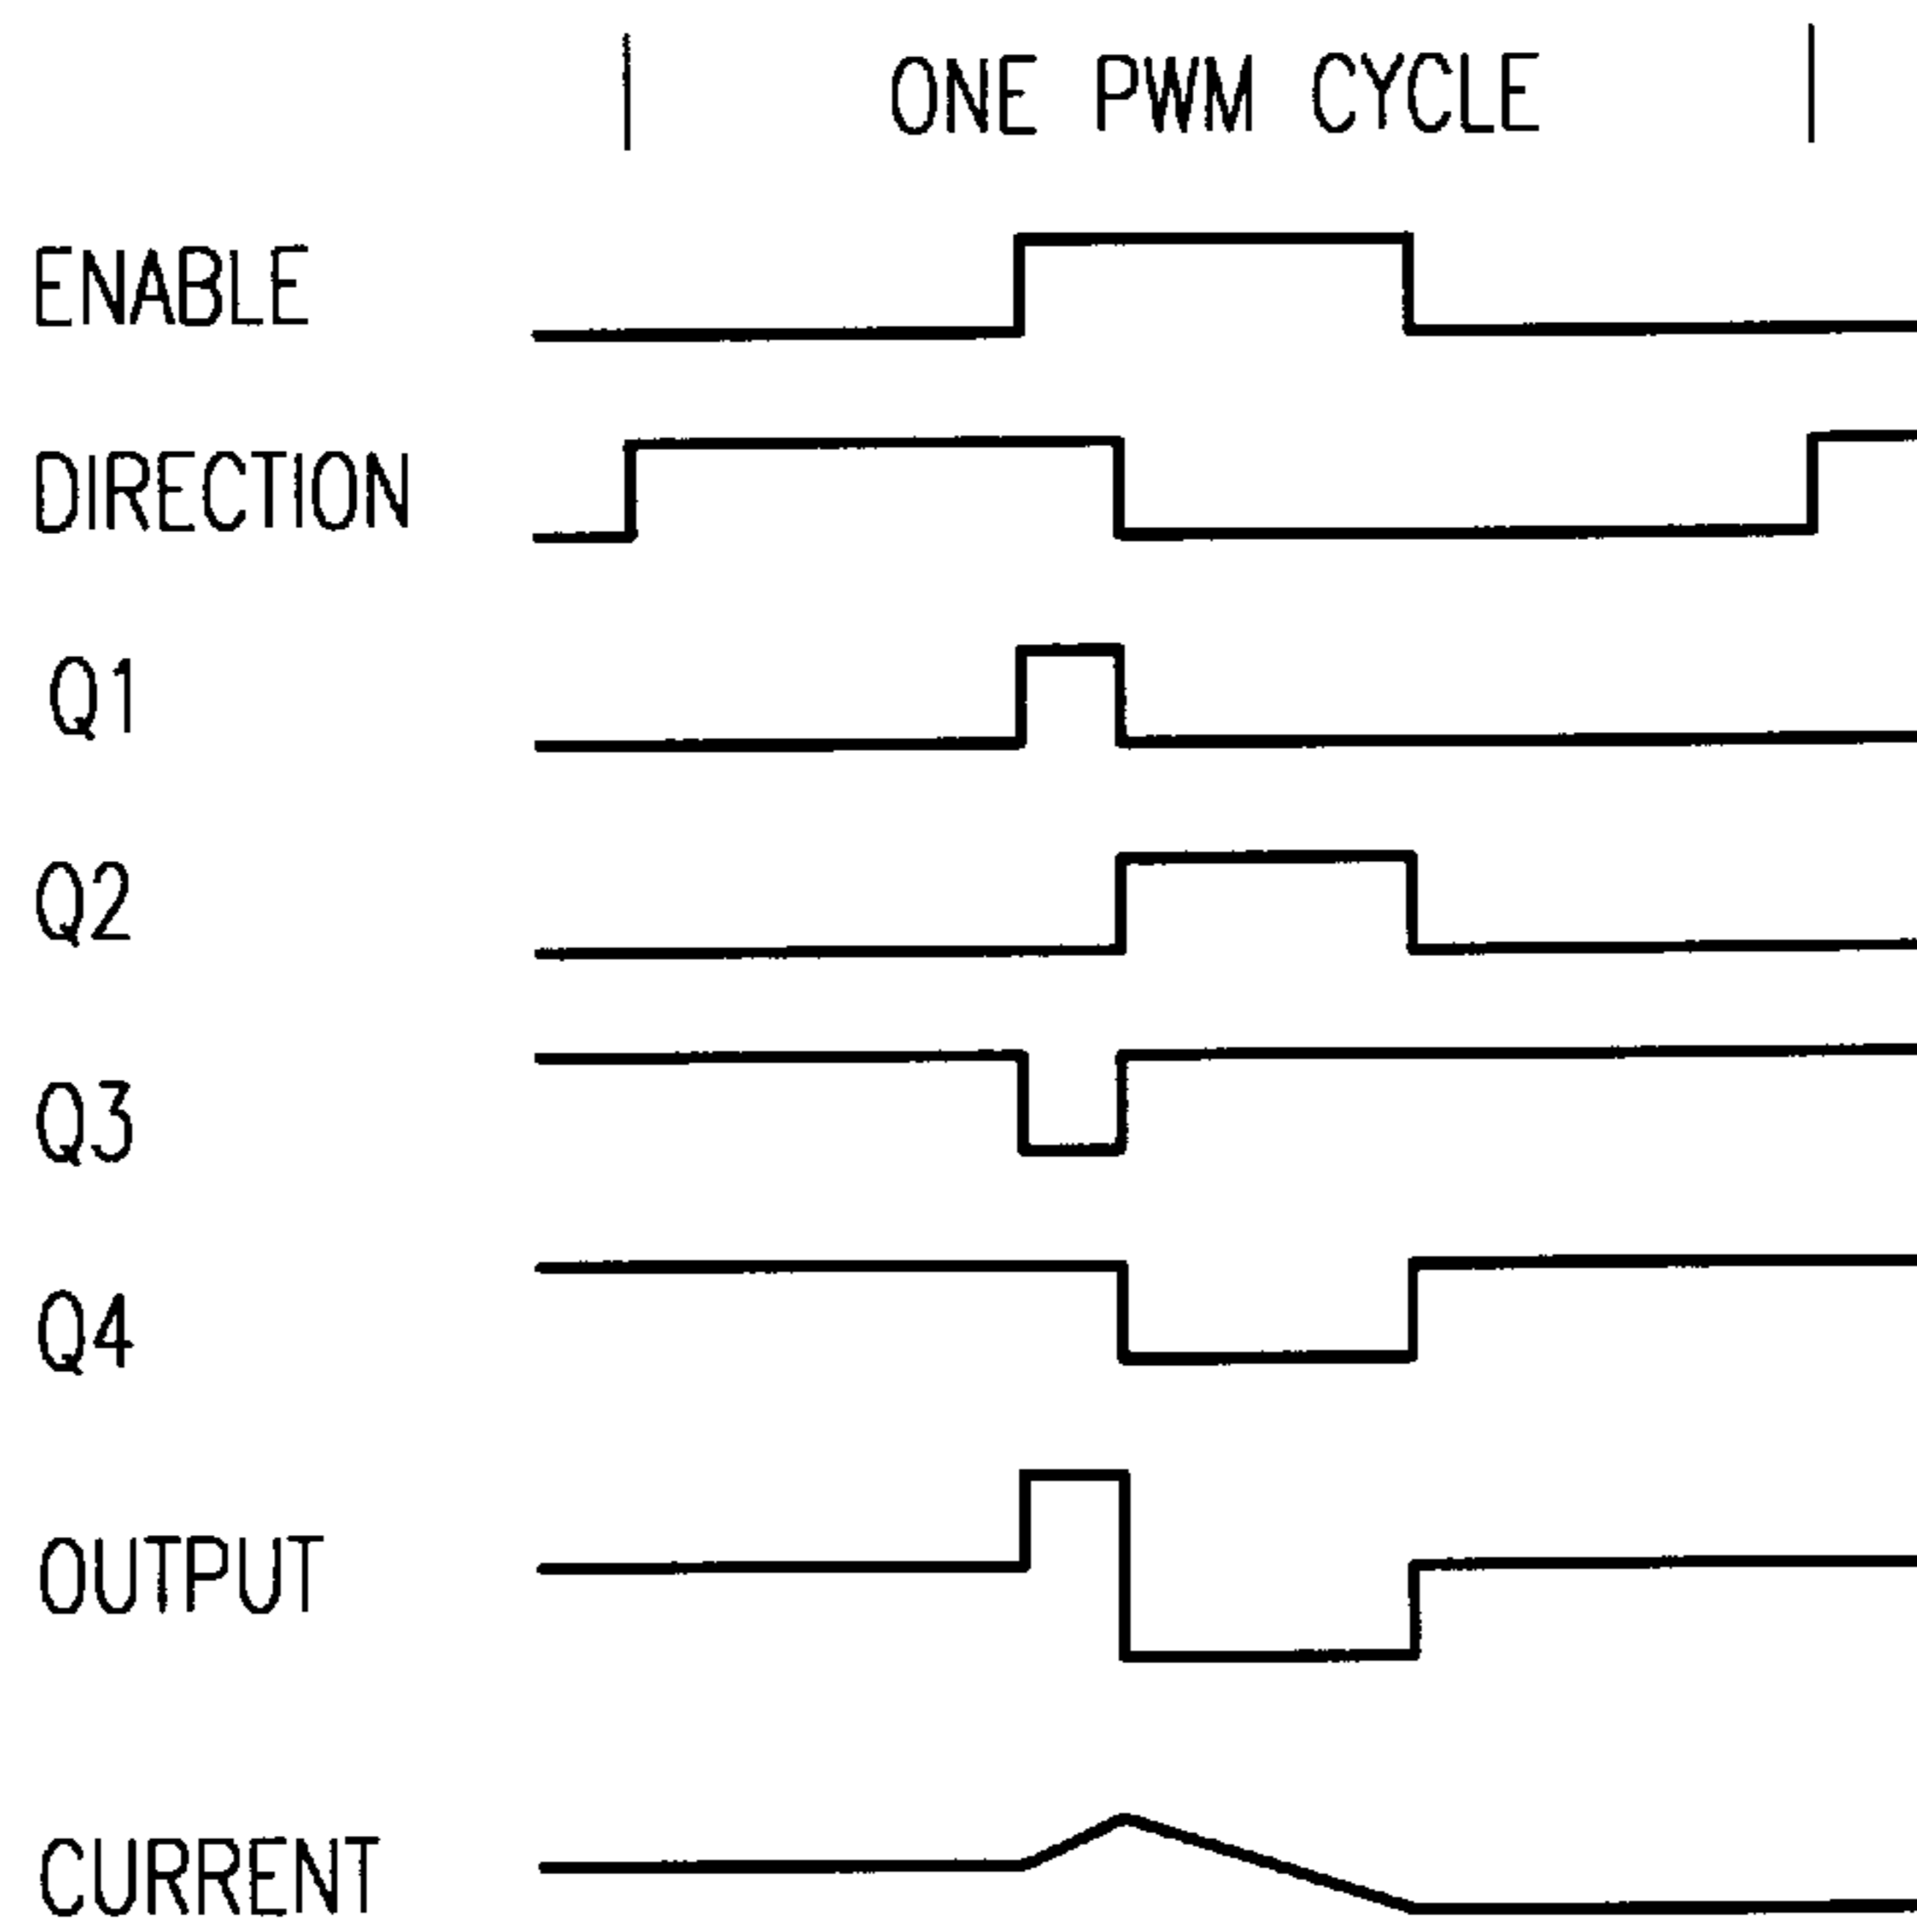 ONE PWM CYCLE
ENABLE
DIRECTION
Q1
Q2
Q3
Q4
OUTPUT
CURRENT